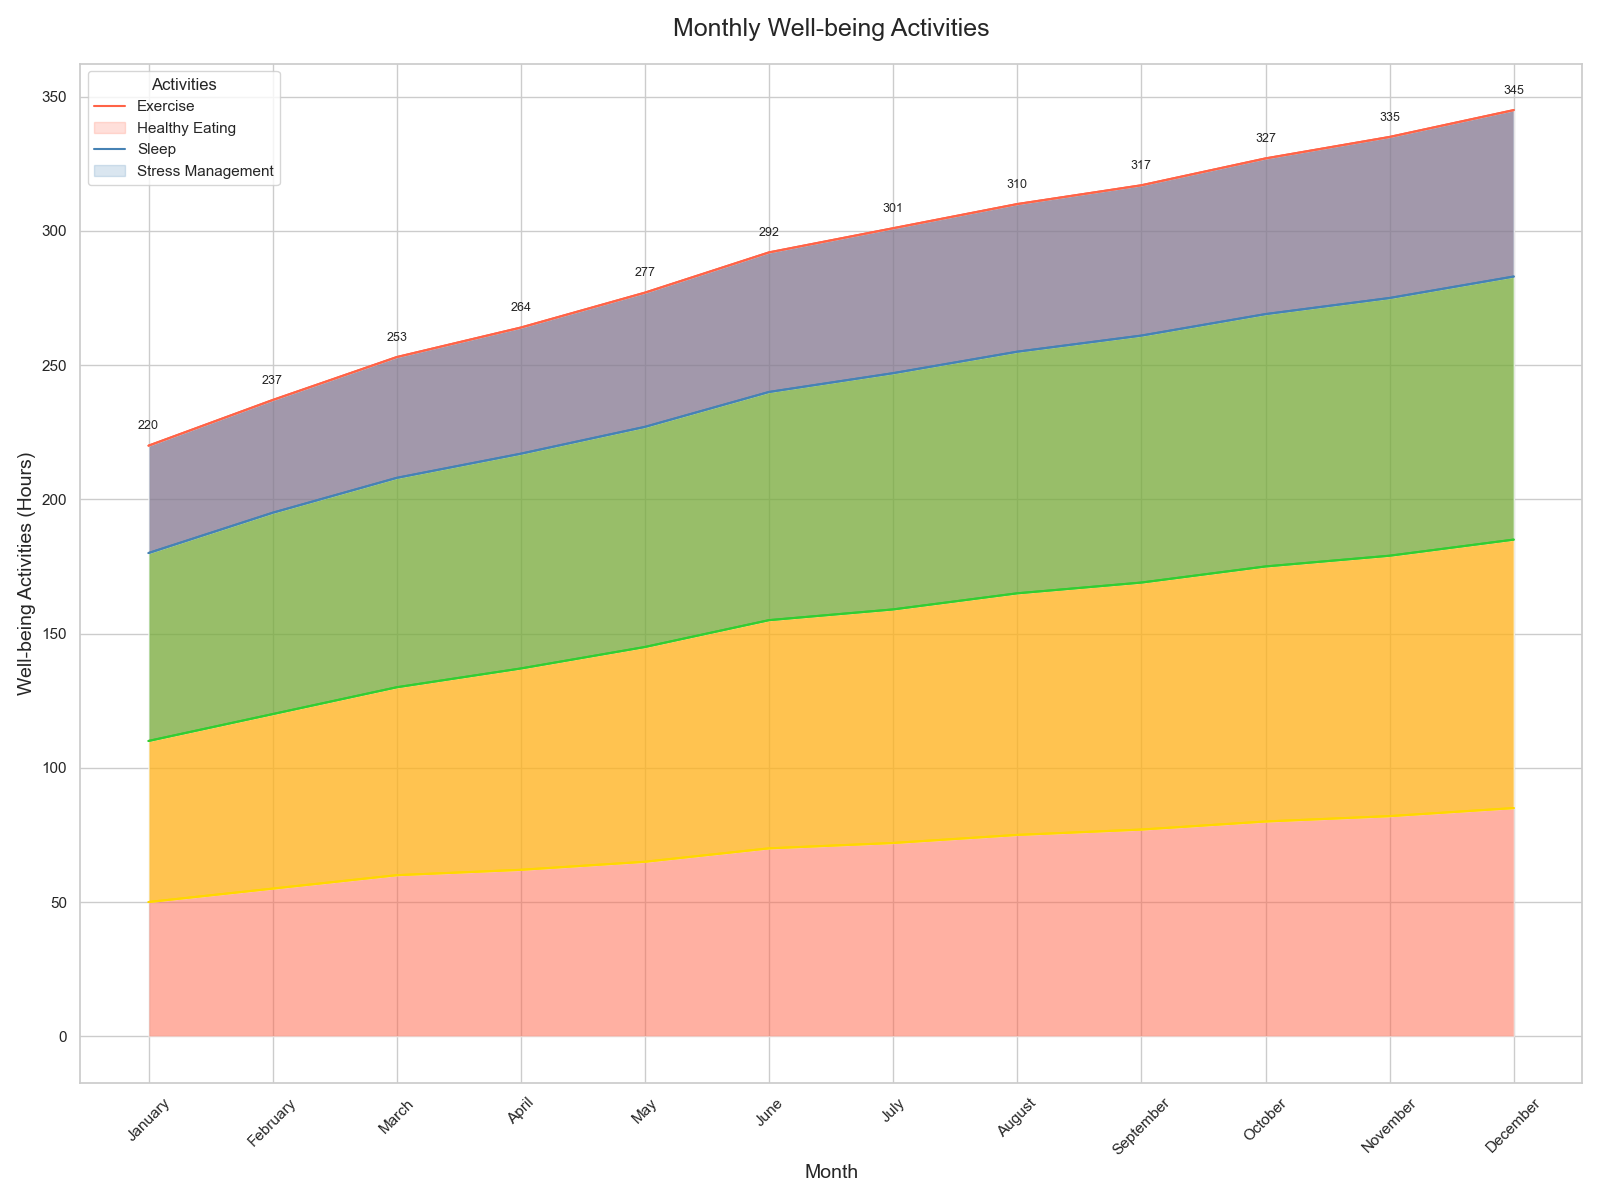 Monthly Well-being Activities
Activities
Exercise
Healthy Eating
Sleep
Stress Management
350
300
250
200
150
100
50
0
Well-being Activities (Hours)
220
237
253
264
277
292
301
310
317
327
335
345
January
February
March
April
May
June
July
August
September
October
November
December
Month